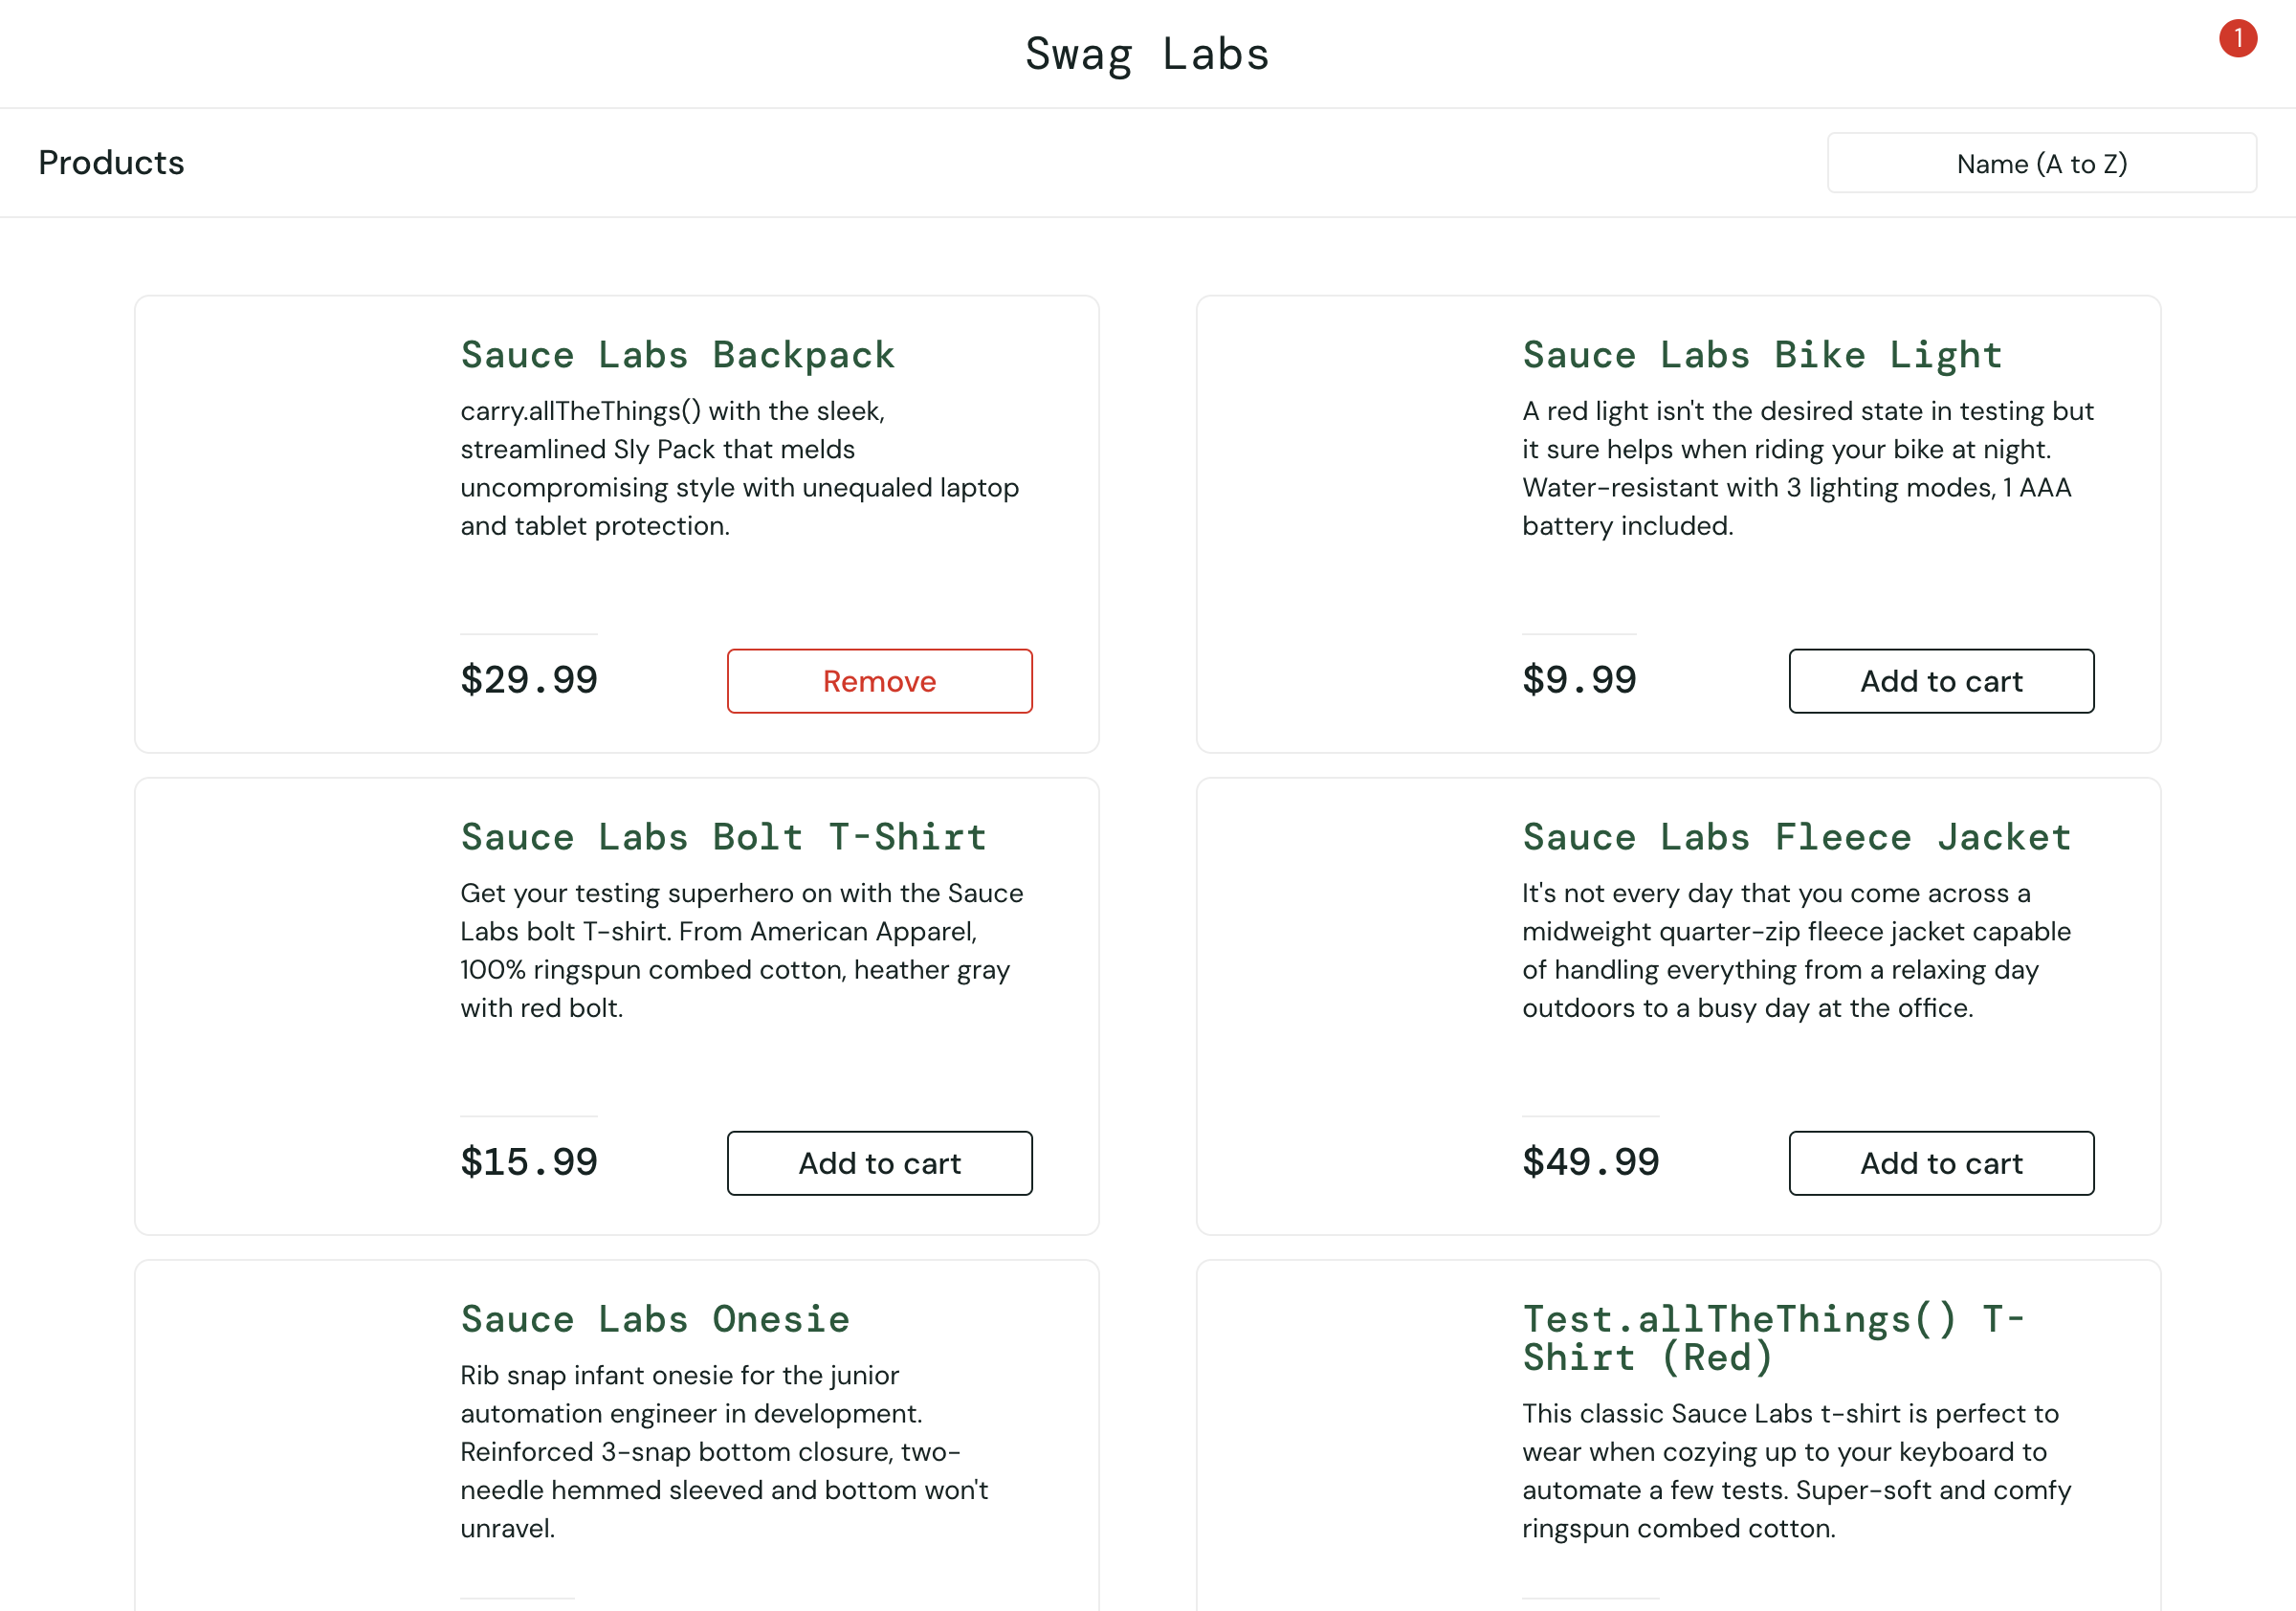 Swag Labs
1
Products
Name (A to Z)
Sauce Labs Backpack
carry.allTheThings() with the sleek,
streamlined Sly Pack that melds
uncompromising style with unequaled laptop
and tablet protection.
$29.99
Remove
Sauce Labs Bike Light
A red light isn't the desired state in testing but
it sure helps when riding your bike at night.
Water-resistant with 3 lighting modes, 1 AAA
battery included.
$9.99
Add to cart
Sauce Labs Bolt T-Shirt
Get your testing superhero on with the Sauce
Labs bolt T-shirt. From American Apparel,
100% ringspun combed cotton, heather gray
with red bolt.
$15.99
Add to cart
Sauce Labs Fleece Jacket
It's not every day that you come across a
midweight quarter-zip fleece jacket capable
of handling everything from a relaxing day
outdoors to a busy day at the office.
$49.99
Add to cart
Sauce Labs Onesie
Rib snap infant onesie for the junior
automation engineer in development.
Reinforced 3-snap bottom closure, two-
needle hemmed sleeved and bottom won't
unravel.
Test.allTheThings() T-
Shirt (Red)
This classic Sauce Labs t-shirt is perfect to
wear when cozying up to your keyboard to
automate a few tests. Super-soft and comfy
ringspun combed cotton.